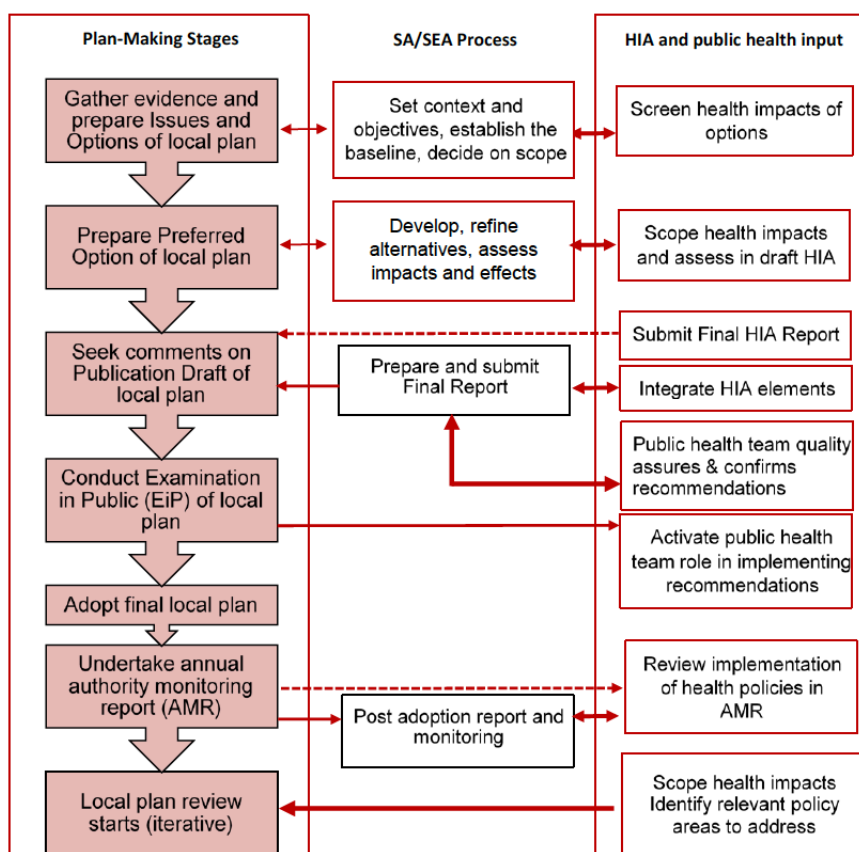 Plan-Making Stages
SA/SEA Process
HIA and public health input
Gather evidence and
prepare Issues and
Options of local plan
Set context and
objectives, establish the
baseline, decide on scope
Screen health impacts of
options
Prepare Preferred
Option of local plan
Develop, refine
alternatives, assess
impacts and effects
Scope health impacts
and assess in draft HIA
Submit Final HIA Report
Seek comments on
Publication Draft of
local plan
Prepare and submit
Final Report
Integrate HIA elements
Public health team quality
assures & confirms
recommendations
Conduct Examination
in Public (EiP) of local
plan
Activate public health
team role in implementing
recommendations
Adopt final local plan
Undertake annual
authority monitoring
report (AMR)
Review implementation
of health policies in
AMR
Post adoption report and
monitoring
Local plan review
starts (iterative)
Scope health impacts
Identify relevant policy
areas to address